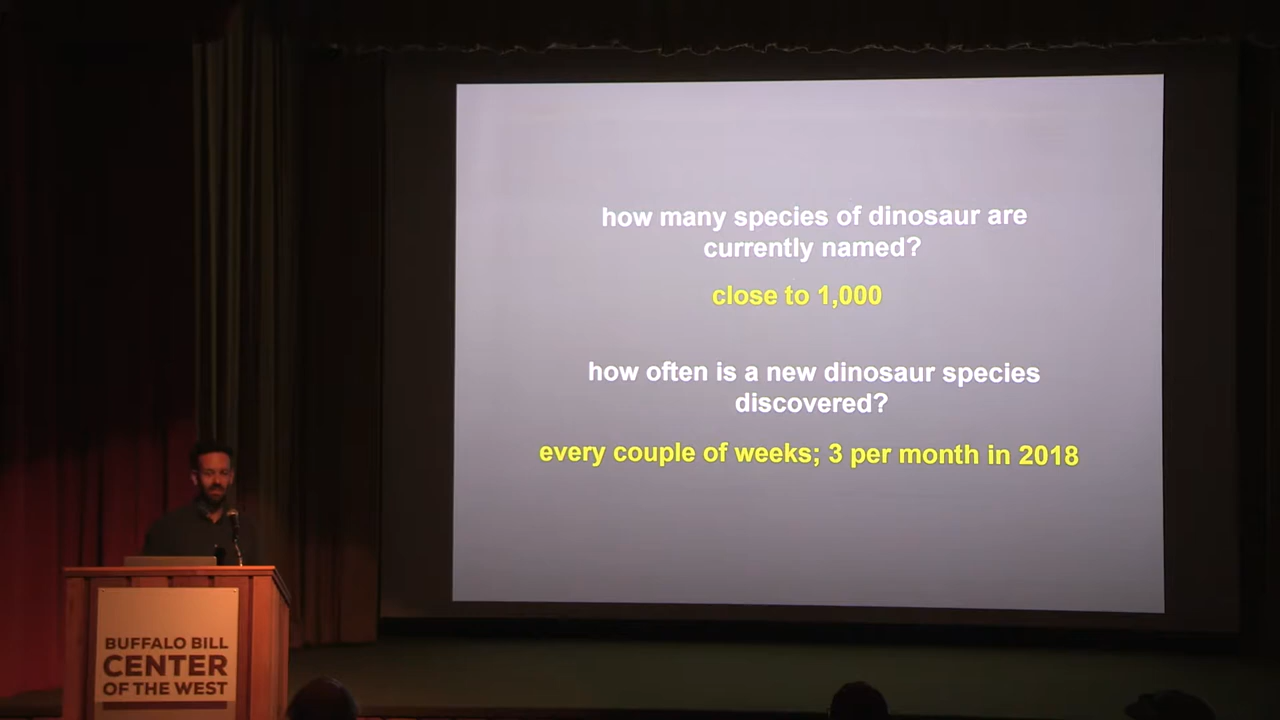 how many species of dinosaur are
currently named?
close to 1,000
how often is a new dinosaur species
discovered?
every couple of weeks; 3 per month in 2018
BUFFALO BILL
CENTER
OF THE WEST